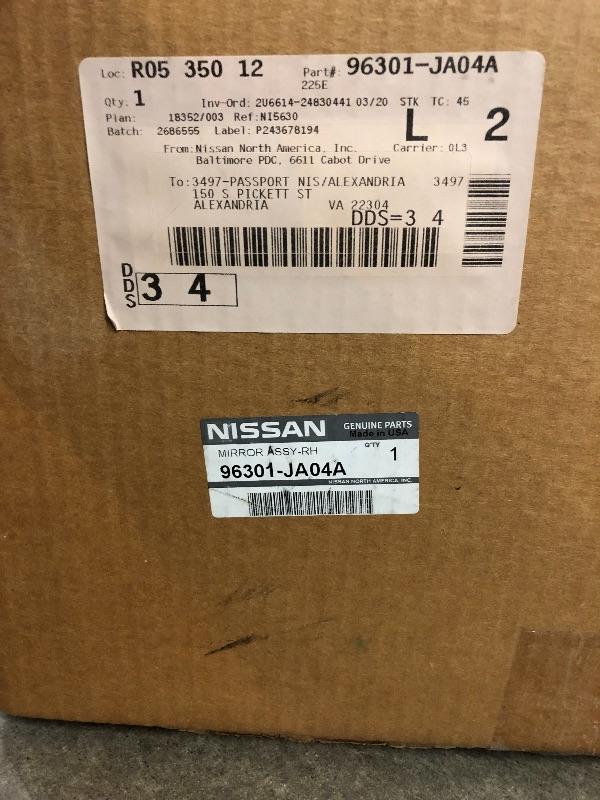 Loc: R05 350 12 Part#: 96301-JA04A
225E
Qty: 1 Inv-Ord: 2U6614-24830441 03/20 STK TC: 45
Plan: 18352/003 Ref:NI5630
Batch: 2686555 Label: P243678194
L 2
From:Nissan North America, Inc. Carrier: 0L3
Baltimore PDC, 6611 Cabot Drive
To:3497-PASSPORT NIS/ALEXANDRIA 3497
150 S PICKETT ST
ALEXANDRIA VA 22304
DDS=3 4
DDS 3 4
NISSAN GENUINE PARTS
Made in USA
MIRROR ASSY-RH QTY 1
96301-JA04A
NISSAN NORTH AMERICA, INC.